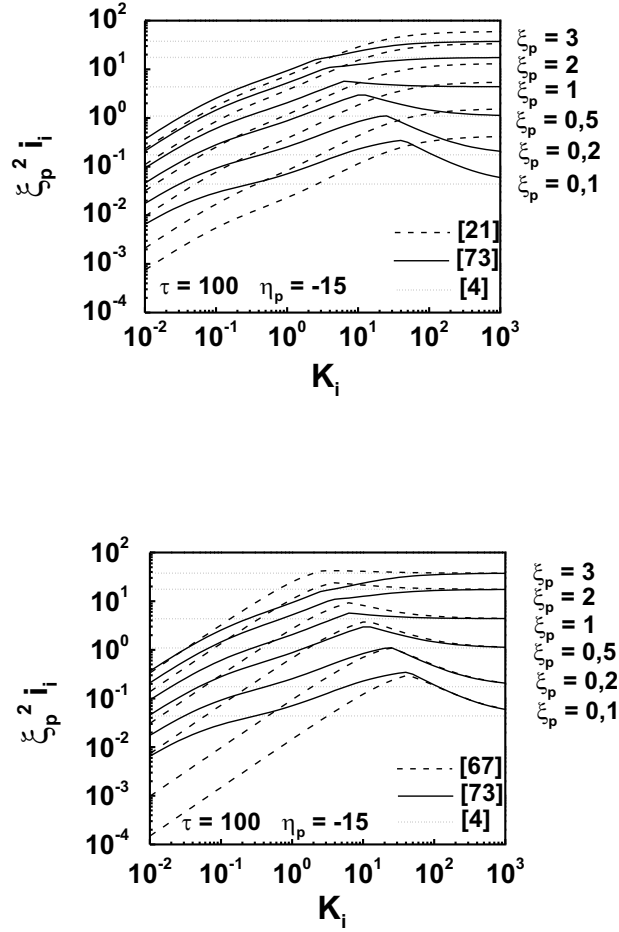 10²
ξₚ = 3
10¹
ξₚ = 2
10⁰
ξₚ = 1
10⁻¹
ξₚ = 0,5
ξₚ² iᵢ
10⁻²
ξₚ = 0,2
ξₚ = 0,1
[21]
10⁻³
[73]
τ = 100 ηₚ = -15
[4]
10⁻⁴
10⁻² 10⁻¹ 10⁰ 10¹ 10² 10³
Kᵢ
10²
ξₚ = 3
10¹
ξₚ = 2
ξₚ = 1
10⁰
ξₚ = 0,5
10⁻¹
ξₚ = 0,2
ξₚ² iᵢ
ξₚ = 0,1
10⁻²
[67]
10⁻³
[73]
τ = 100 ηₚ = -15
[4]
10⁻⁴
10⁻² 10⁻¹ 10⁰ 10¹ 10² 10³
Kᵢ